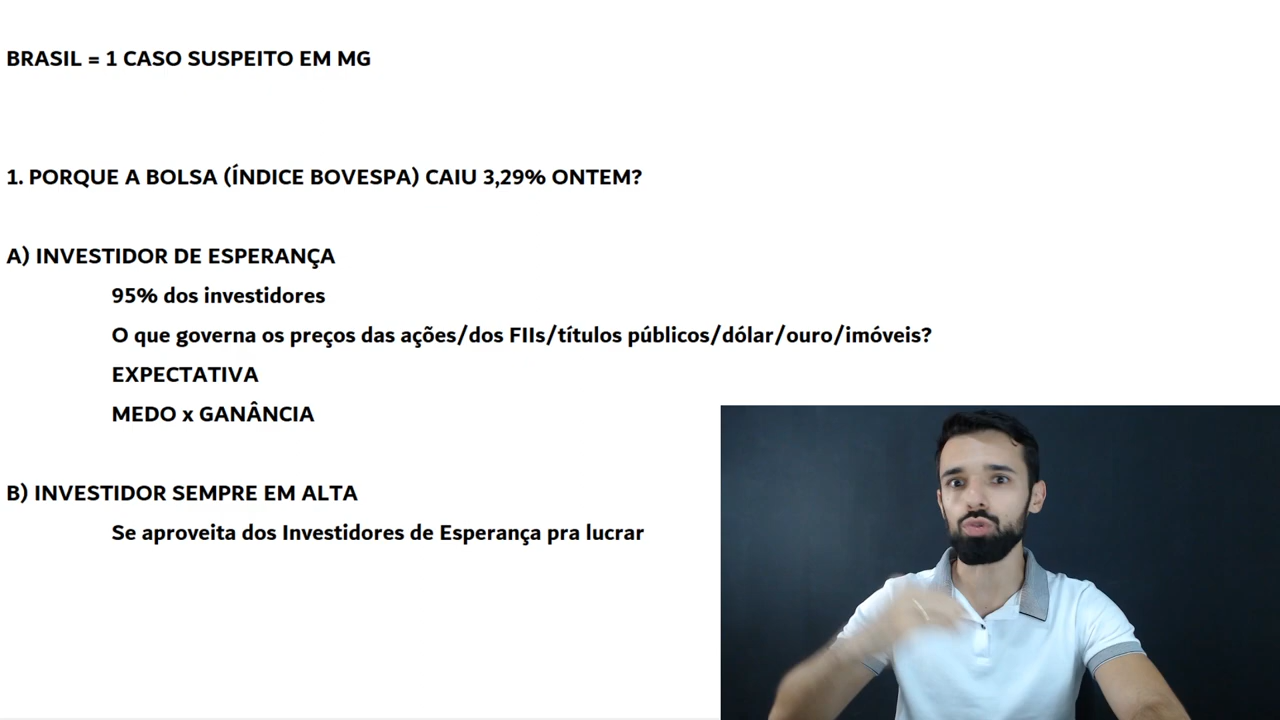 BRASIL = 1 CASO SUSPEITO EM MG
1. PORQUE A BOLSA (ÍNDICE BOVESPA) CAIU 3,29% ONTEM?
A) INVESTIDOR DE ESPERANÇA
95% dos investidores
O que governa os preços das ações/dos FIIs/títulos públicos/dólar/ouro/imóveis?
EXPECTATIVA
MEDO x GANÂNCIA
B) INVESTIDOR SEMPRE EM ALTA
Se aproveita dos Investidores de Esperança pra lucrar